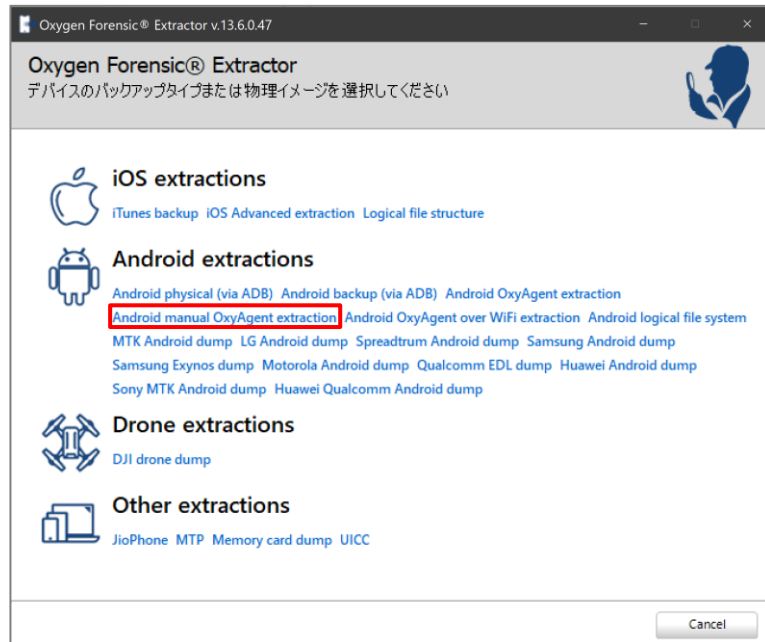 Oxygen Forensic® Extractor v.13.6.0.47
Oxygen Forensic® Extractor
デバイスのバックアップタイプまたは物理イメージを選択してください
iOS extractions
iTunes backup iOS Advanced extraction Logical file structure
Android extractions
Android physical (via ADB) Android backup (via ADB) Android OxyAgent extraction
Android manual OxyAgent extraction Android OxyAgent over WiFi extraction Android logical file system
MTK Android dump LG Android dump Spreadtrum Android dump Samsung Android dump
Samsung Exynos dump Motorola Android dump Qualcomm EDL dump Huawei Android dump
Sony MTK Android dump Huawei Qualcomm Android dump
Drone extractions
DJI drone dump
Other extractions
JioPhone MTP Memory card dump UICC
Cancel